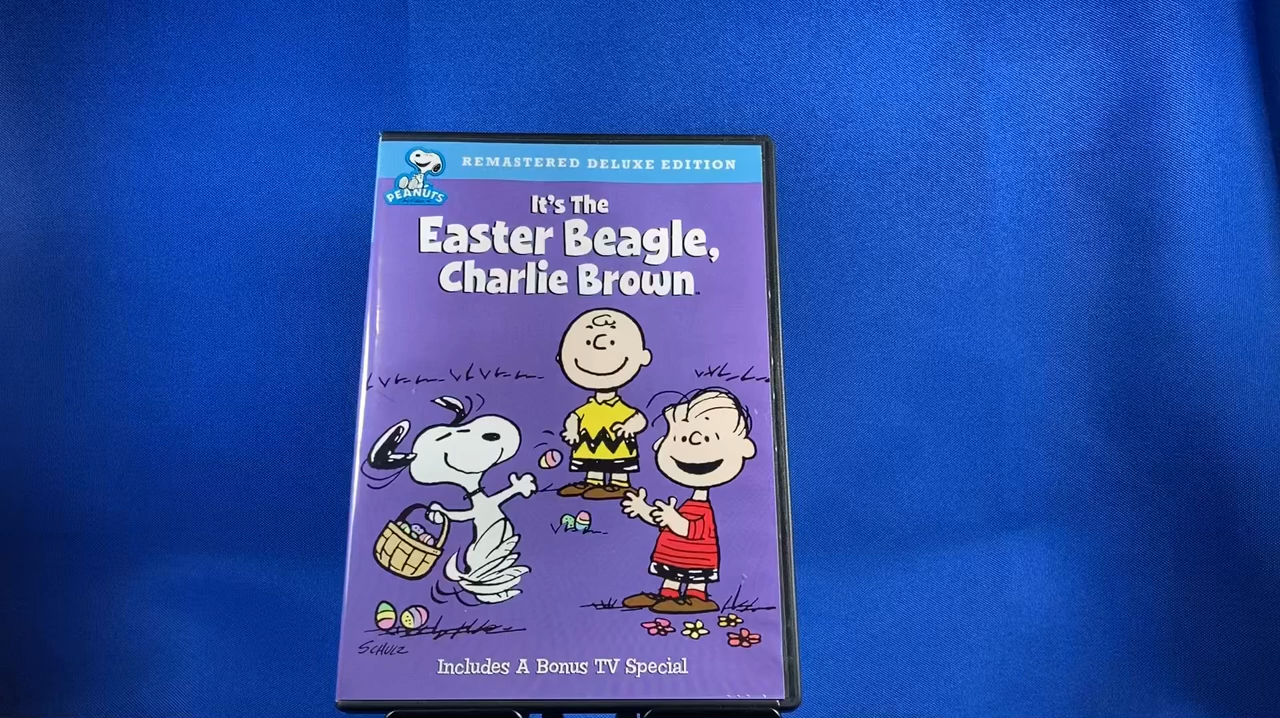 REMASTERED DELUXE EDITION
PEANUTS
It's The
Easter Beagle,
Charlie Brown
SCHULZ
Includes A Bonus TV Special